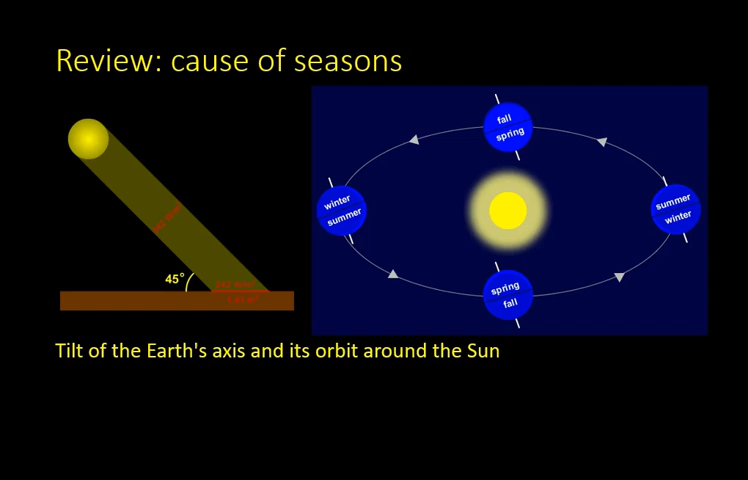 Review: cause of seasons
45°
fall
spring
winter
summer
summer
winter
spring
fall
Tilt of the Earth's axis and its orbit around the Sun